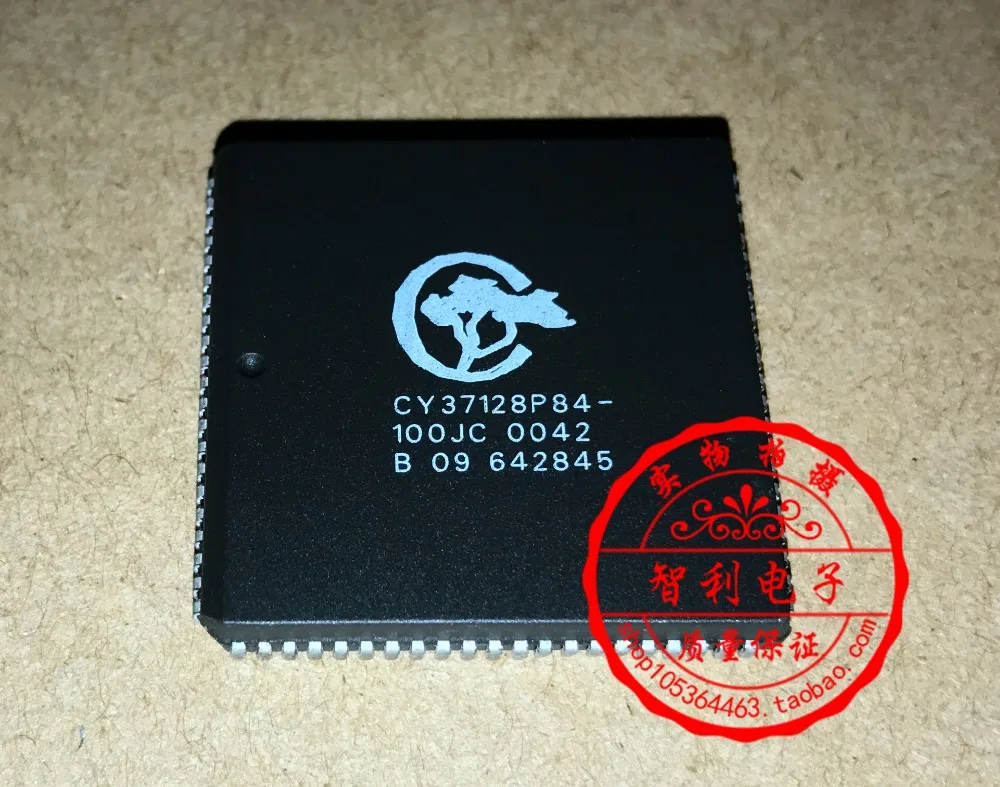 CY37128P84-
100JC 0042
B 09 642845
实物拍摄
智利电子
质量保证
shop105364463.taobao.com